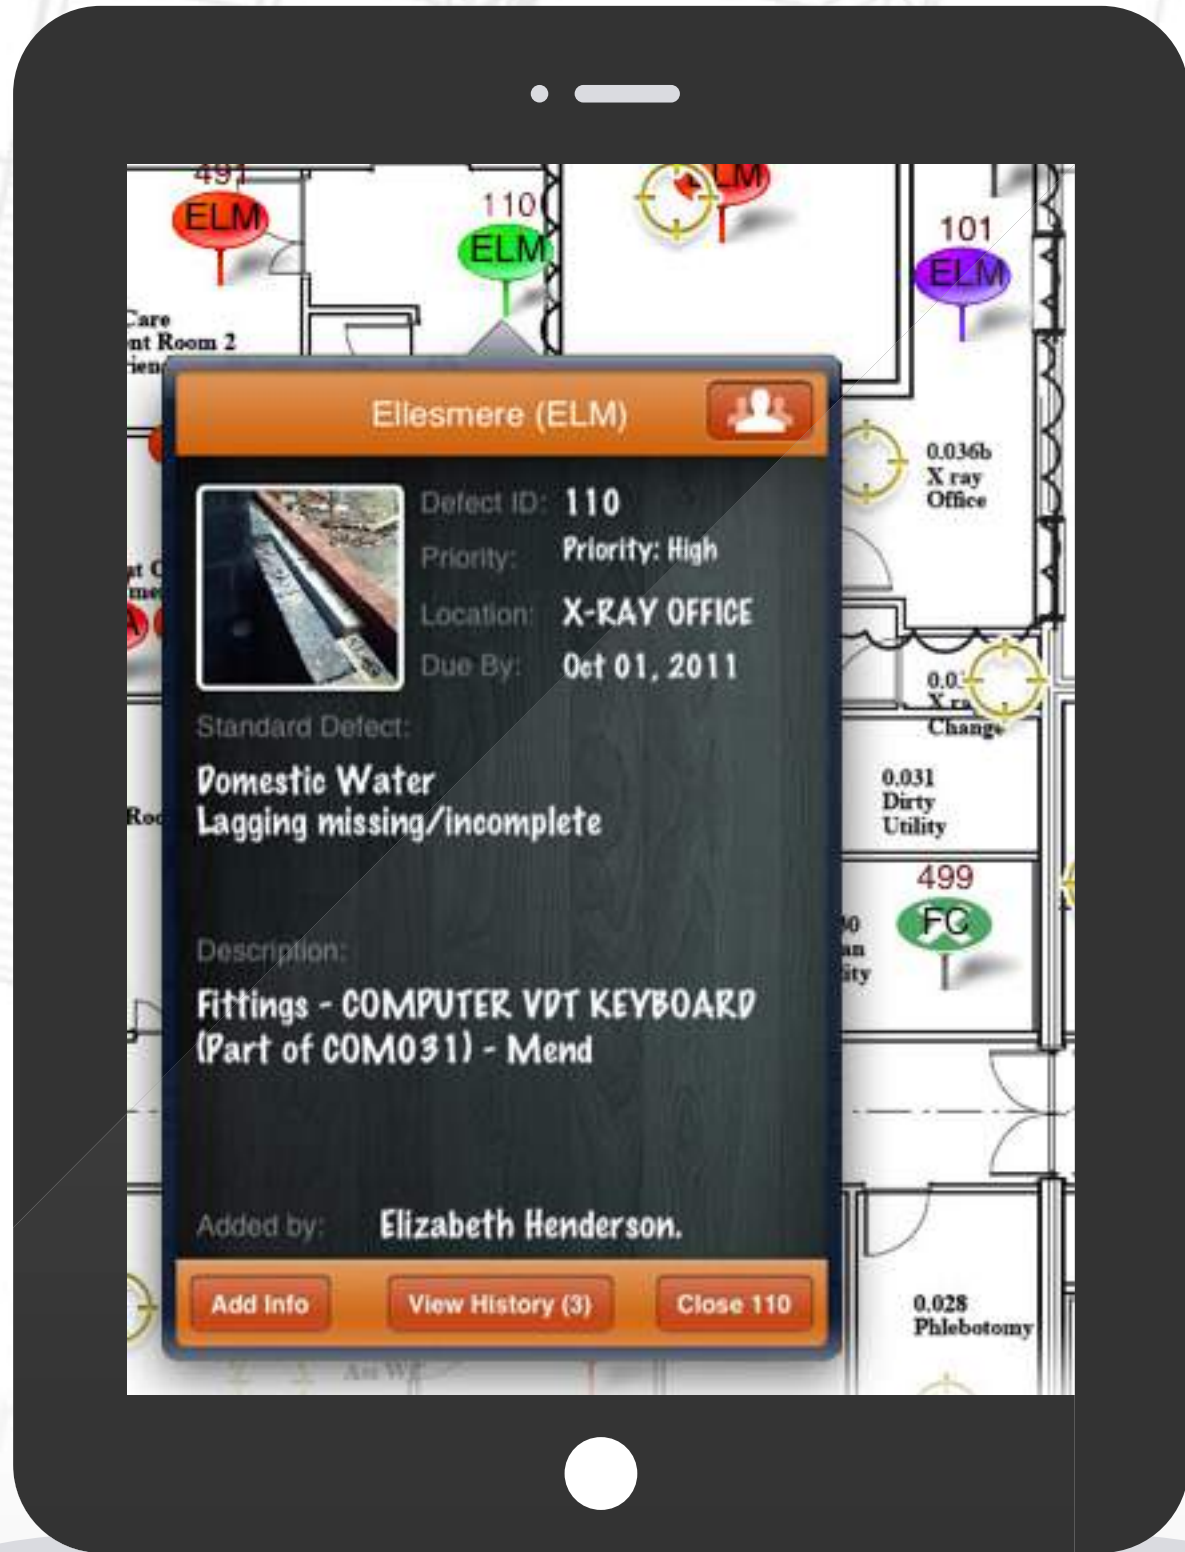 491
ELM
110
ELM
LM
101
ELM
Care
nt Room 2
Ellesmere (ELM)
0.036b
X ray
Office
Defect ID: 110
Priority: Priority: High
Location: X-RAY OFFICE
Due By: Oct 01, 2011
Standard Defect:
Domestic Water
Lagging missing/incomplete
X ra
Change
0.031
Dirty
Utility
499
FC
Description:
Fittings - COMPUTER VDT KEYBOARD
(Part of COM031) - Mend
Added by: Elizabeth Henderson.
Add Info
View History (3)
Close 110
0.028
Phlebotomy